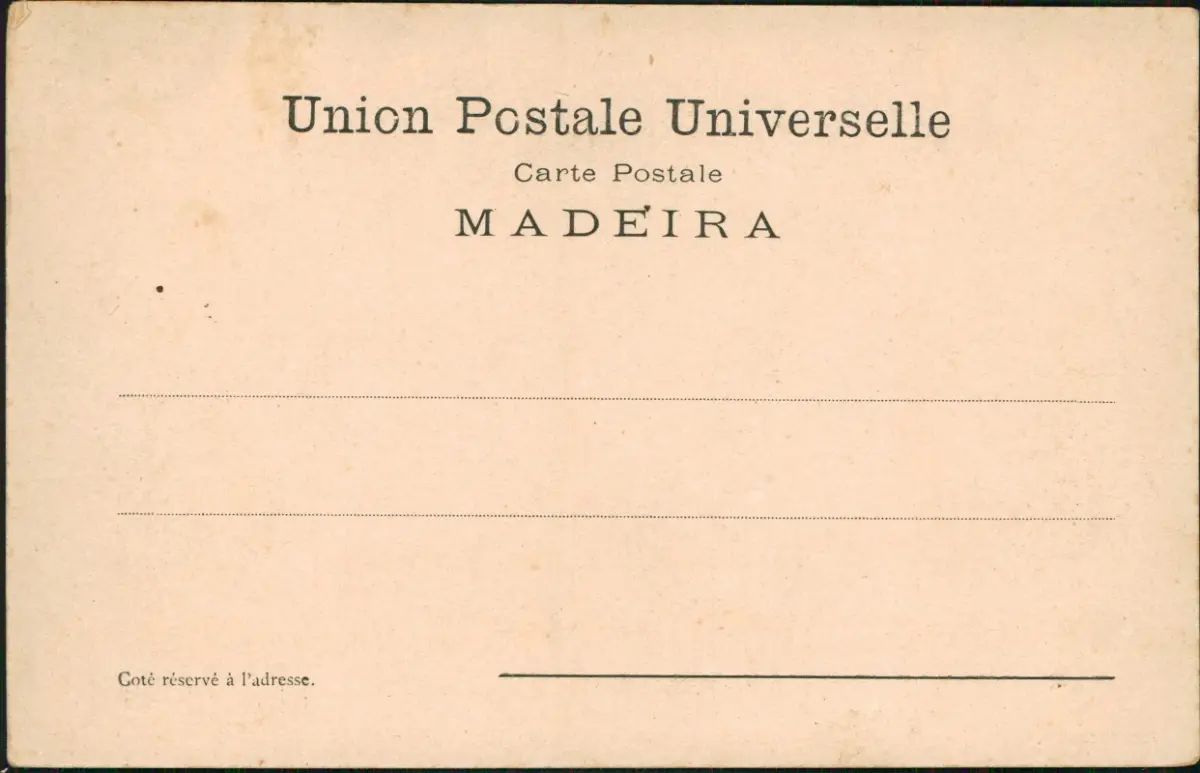 Union Postale Universelle
Carte Postale
MADEIRA
Coté réservé à l'adresse.